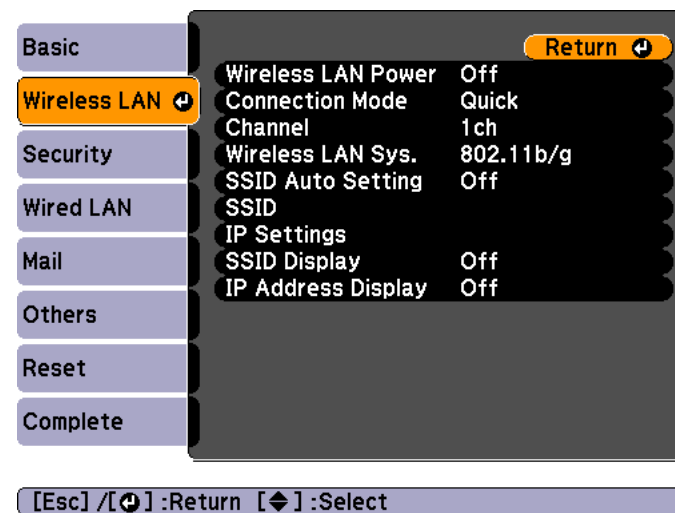 Basic
Wireless LAN
Security
Wired LAN
Mail
Others
Reset
Complete
Return
Wireless LAN Power Off
Connection Mode Quick
Channel 1ch
Wireless LAN Sys. 802.11b/g
SSID Auto Setting Off
SSID
IP Settings
SSID Display Off
IP Address Display Off
[Esc] /[⏎] :Return [◆] :Select